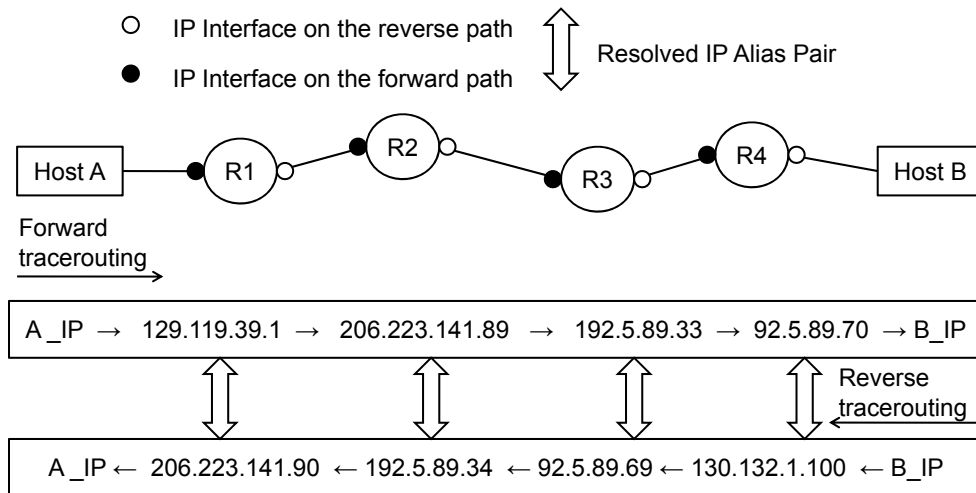 IP Interface on the reverse path
Resolved IP Alias Pair
IP Interface on the forward path
Host A
R1
R2
R3
R4
Host B
Forward
tracerouting
A _IP → 129.119.39.1 → 206.223.141.89 → 192.5.89.33 → 92.5.89.70 → B_IP
Reverse
tracerouting
A _IP ← 206.223.141.90 ← 192.5.89.34 ← 92.5.89.69 ← 130.132.1.100 ← B_IP